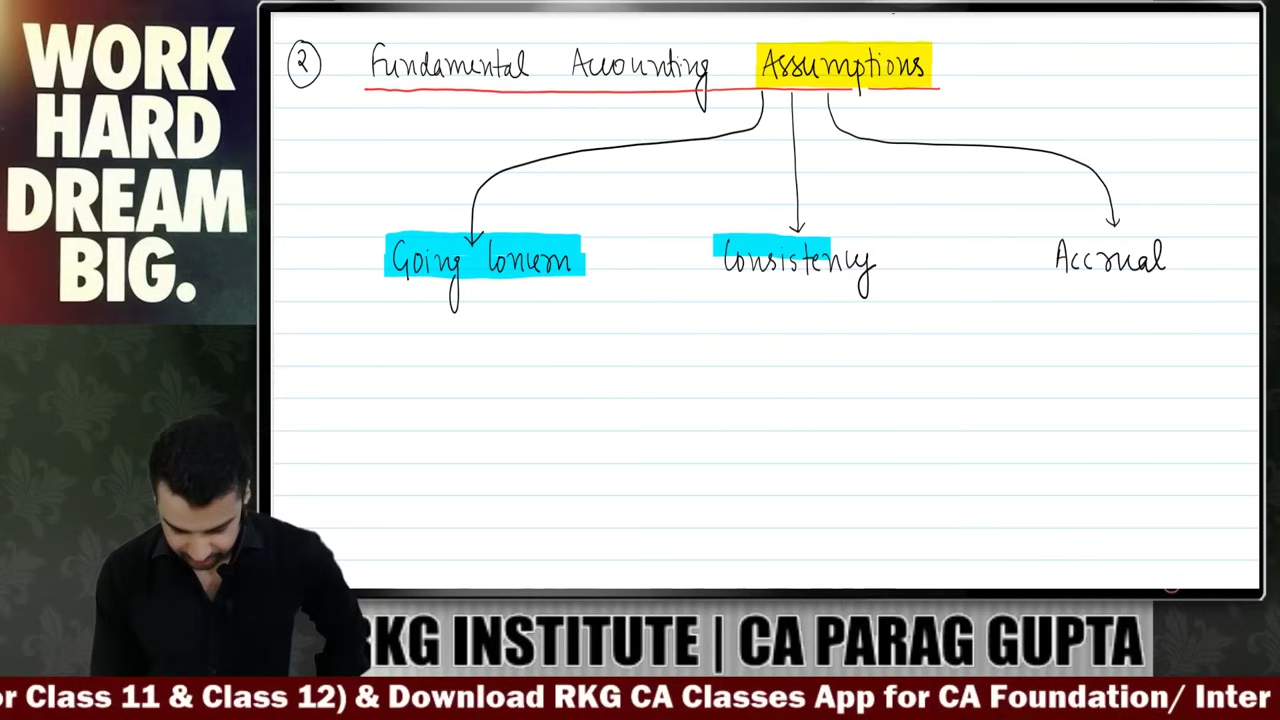 WORK
HARD
DREAM
BIG.
2 Fundamental Accounting Assumptions
Going Concern Consistency Accrual
RKG INSTITUTE | CA PARAG GUPTA
or Class 11 & Class 12) & Download RKG CA Classes App for CA Foundation/ Inter